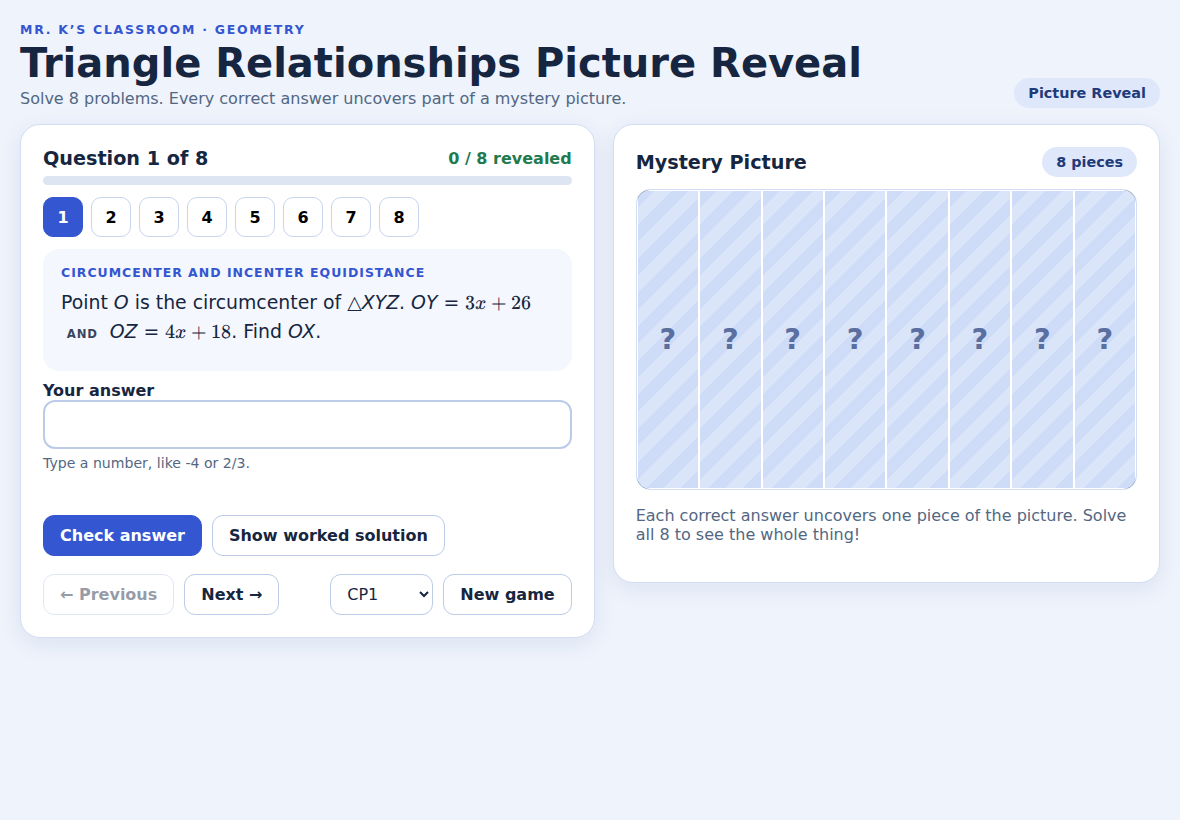 MR. K'S CLASSROOM · GEOMETRY
Triangle Relationships Picture Reveal
Solve 8 problems. Every correct answer uncovers part of a mystery picture.
Picture Reveal
Question 1 of 8
0 / 8 revealed
1 2 3 4 5 6 7 8
CIRCUMCENTER AND INCENTER EQUIDISTANCE
Point O is the circumcenter of △XYZ. OY = 3x + 26
AND OZ = 4x + 18. Find OX.
Your answer
Type a number, like -4 or 2/3.
Check answer
Show worked solution
← Previous
Next →
CP1
New game
Mystery Picture
8 pieces
? ? ? ? ? ? ? ?
Each correct answer uncovers one piece of the picture. Solve
all 8 to see the whole thing!